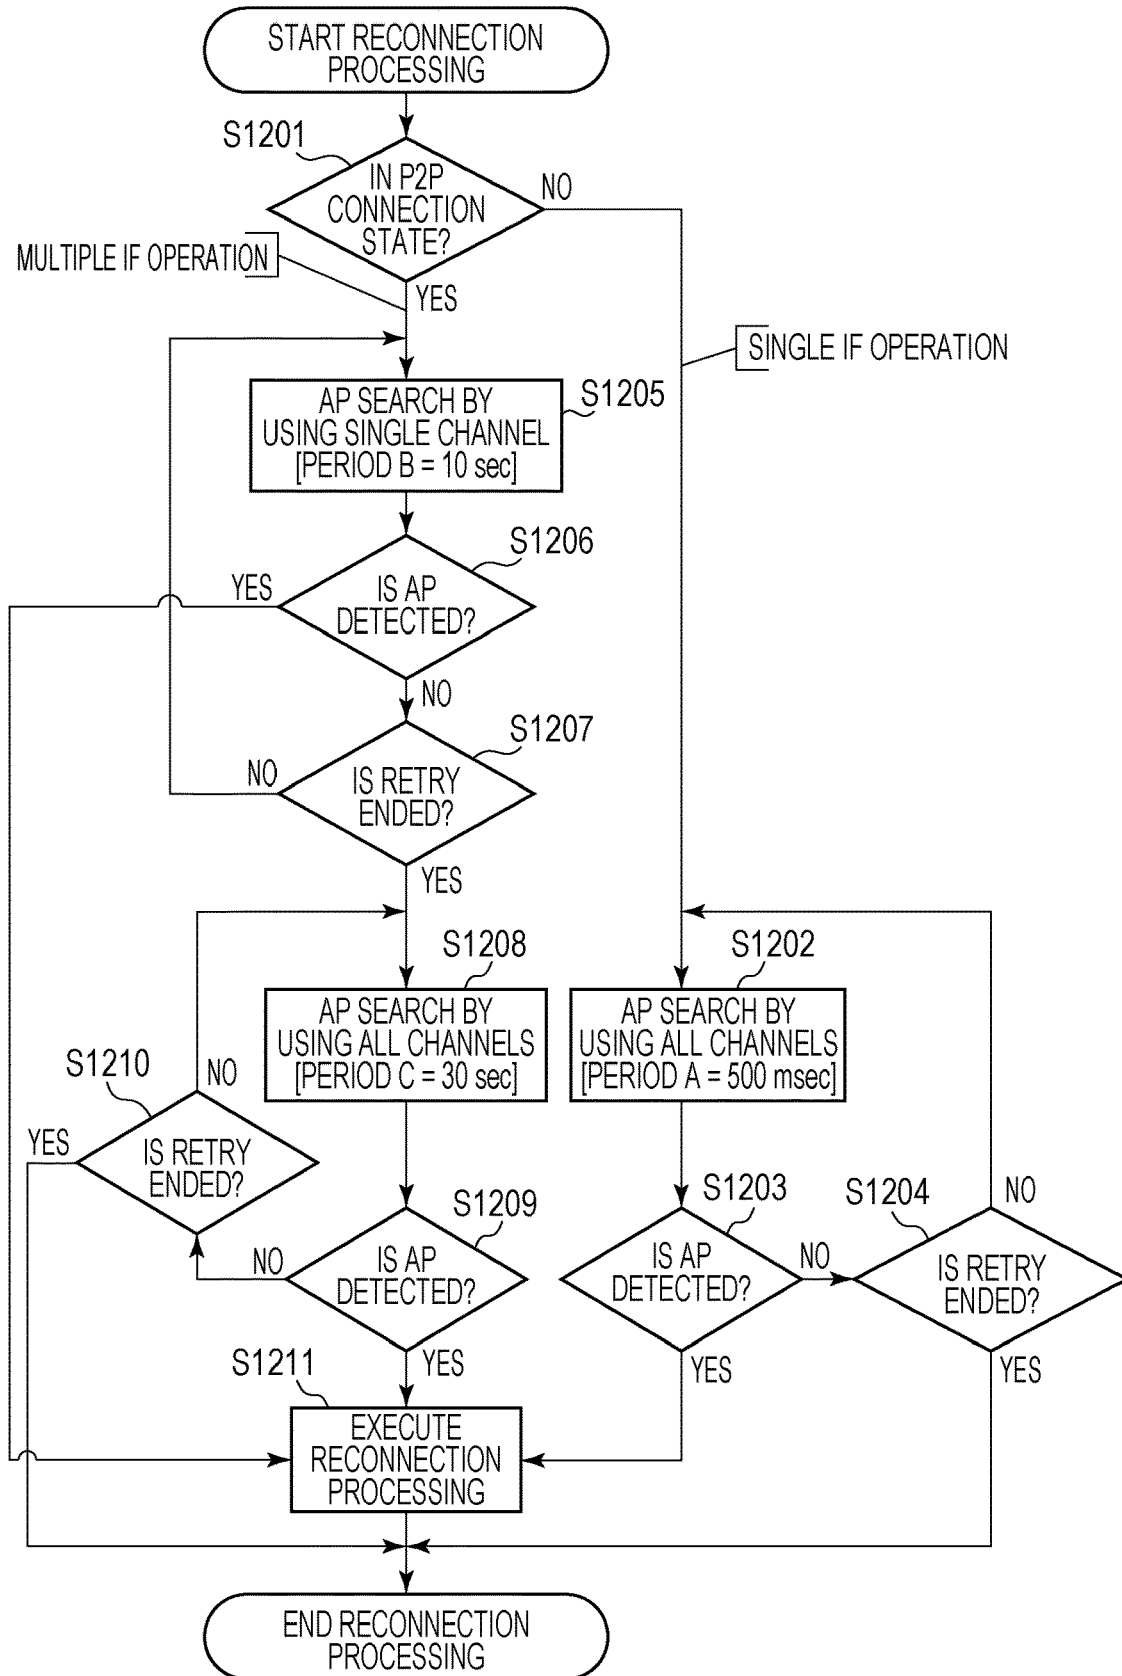 START RECONNECTION
PROCESSING
S1201
IN P2P
CONNECTION
STATE?
NO
MULTIPLE IF OPERATION
YES
SINGLE IF OPERATION
AP SEARCH BY
USING SINGLE CHANNEL
[PERIOD B = 10 sec]
S1205
S1206
YES
IS AP
DETECTED?
NO
S1207
NO
IS RETRY
ENDED?
YES
S1208
S1202
AP SEARCH BY
USING ALL CHANNELS
[PERIOD C = 30 sec]
AP SEARCH BY
USING ALL CHANNELS
[PERIOD A = 500 msec]
S1210
NO
YES
IS RETRY
ENDED?
S1209
NO
IS AP
DETECTED?
YES
S1203
IS AP
DETECTED?
NO
YES
S1204
NO
IS RETRY
ENDED?
YES
S1211
EXECUTE
RECONNECTION
PROCESSING
END RECONNECTION
PROCESSING